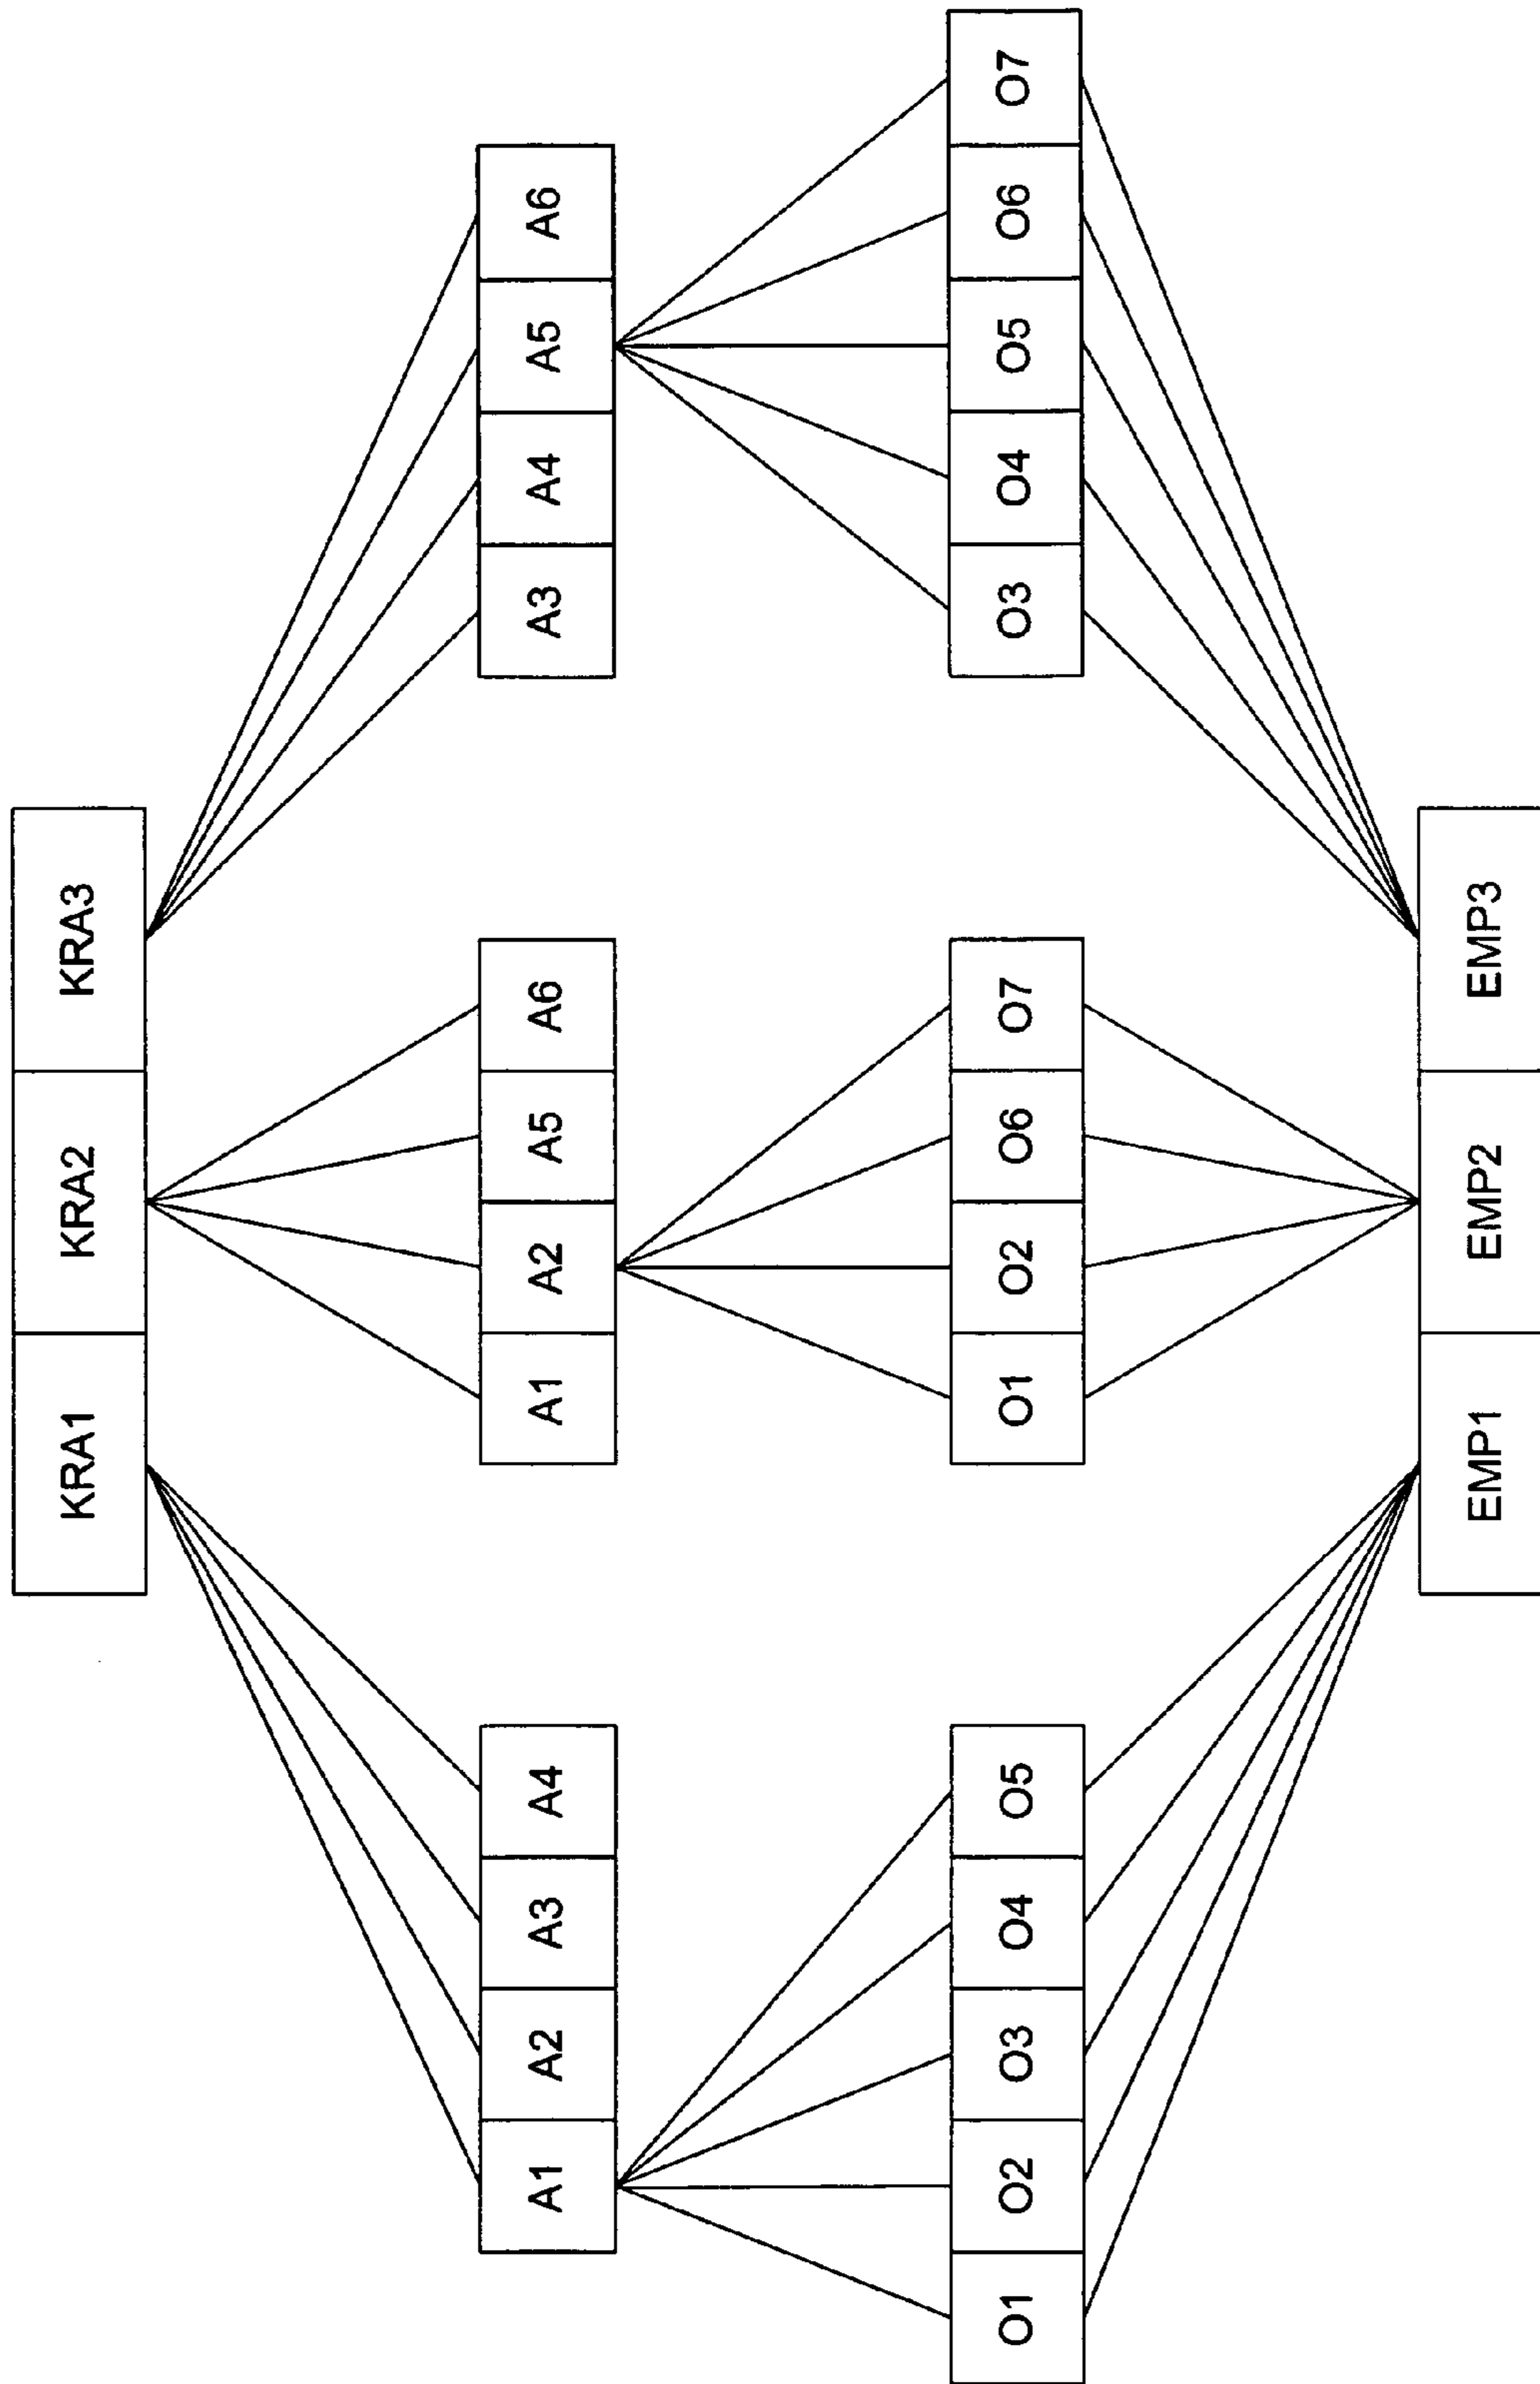 KRA1 KRA2 KRA3
A1 A2 A3 A4 A1 A2 A5 A6 A3 A4 A5 A6
O1 O2 O3 O4 O5 O1 O2 O6 O7 O3 O4 O5 O6 O7
EMP1 EMP2 EMP3